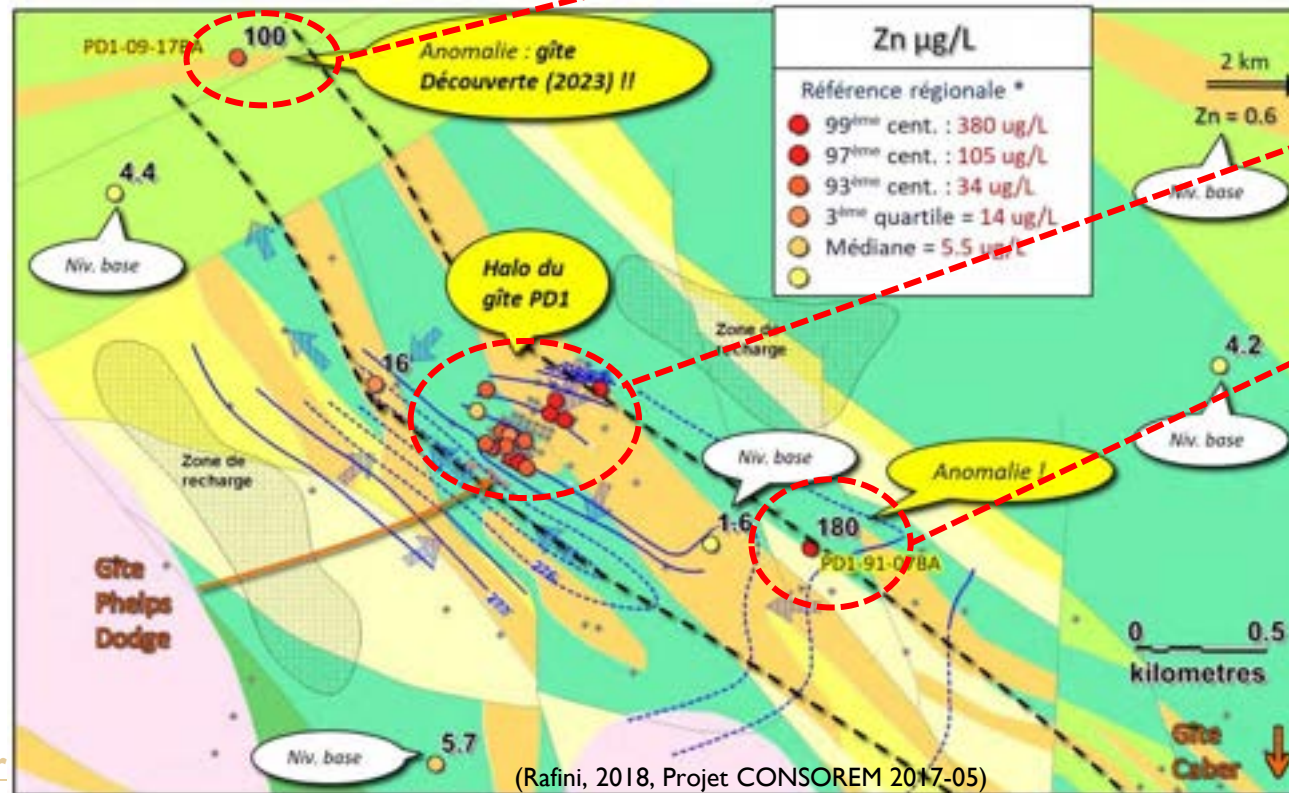 PD1-09-17BA
100
Anomalie : gîte
Découverte (2023) !!
Zn µg/L
Référence régionale *
99ème cent. : 380 ug/L
97ème cent. : 105 ug/L
93ème cent. : 34 ug/L
3ème quartile = 14 ug/L
Médiane = 5.5 ug/L
2 km
Zn = 0.6
Niv. base
4.4
Niv. base
Halo du
gîte PD1
Zone de
recharge
16
4.2
Niv. base
Zone de
recharge
Niv. base
Anomalie !
1.6
180
PD1-91-07BA
Gîte
Phelps
Dodge
277
276
0 0.5
kilometres
Gîte
Caber
5.7
Niv. base
(Rafini, 2018, Projet CONSOREM 2017-05)